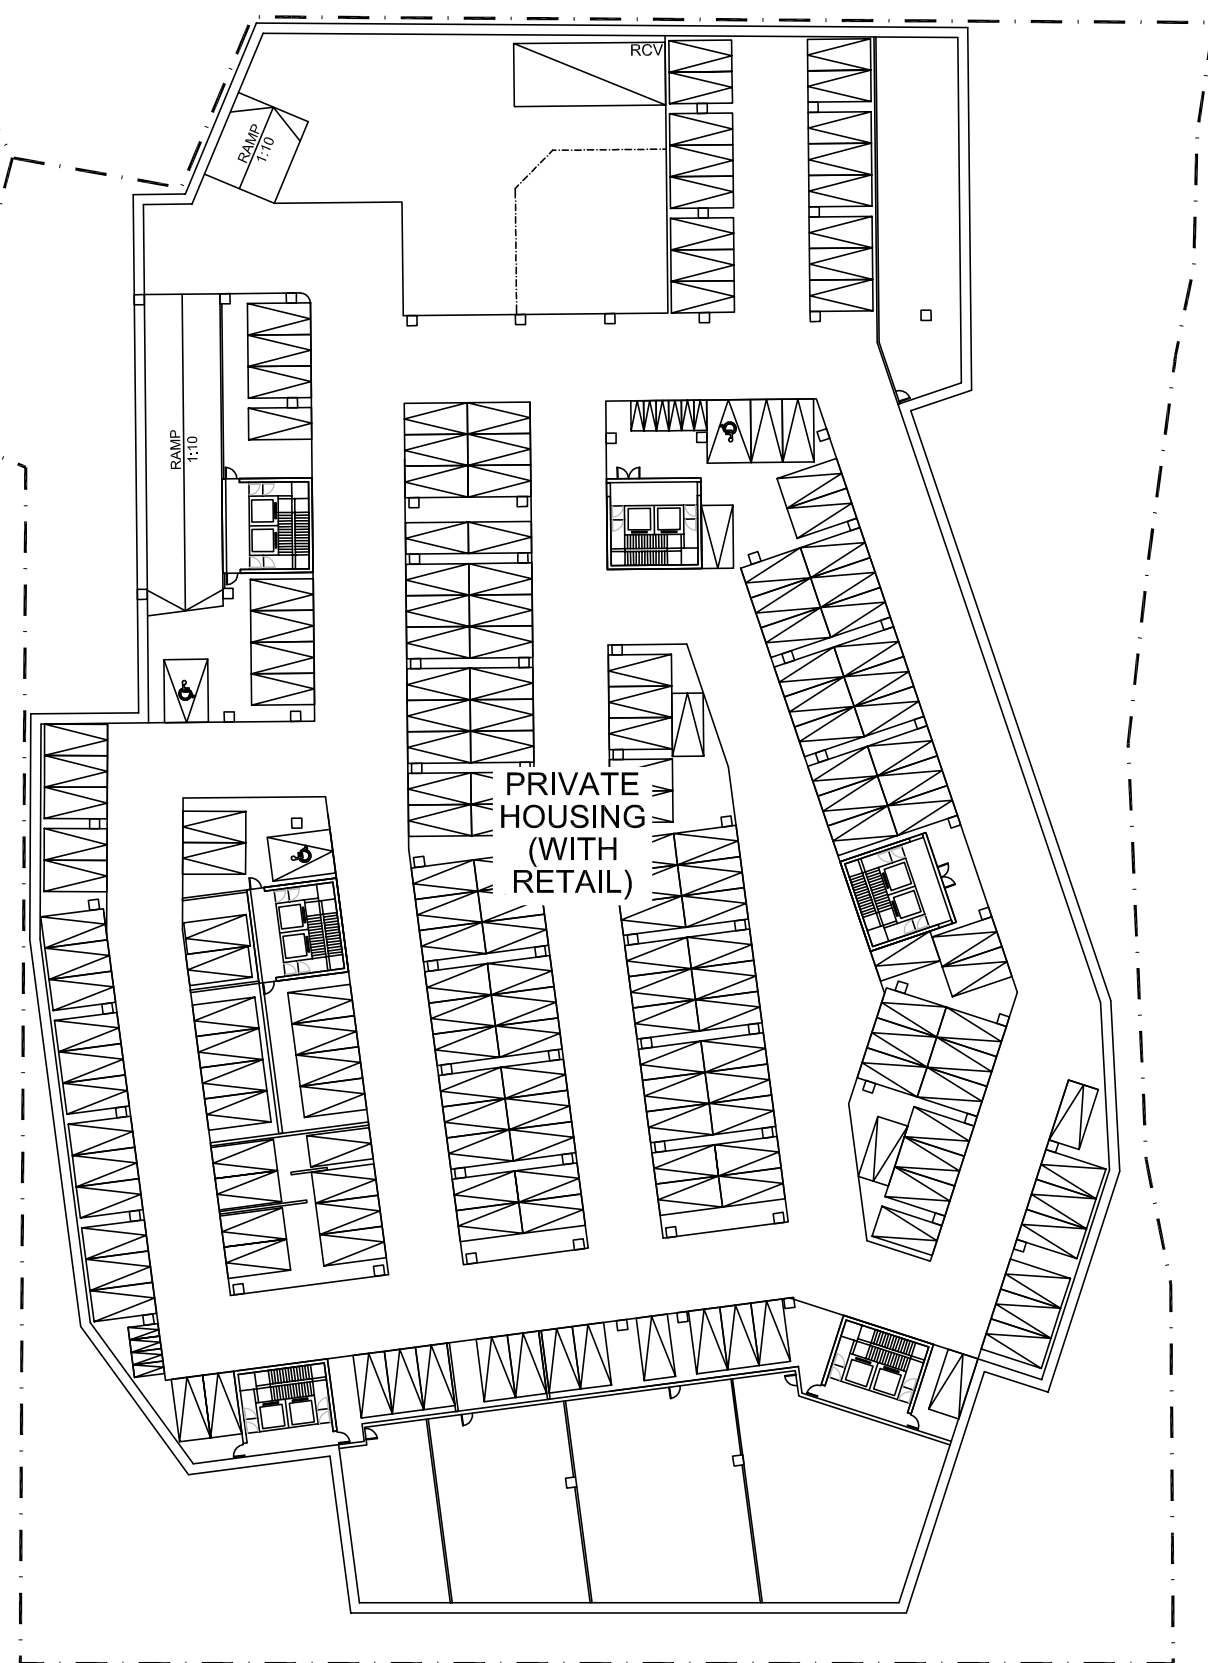 RCV
RAMP
1:10
RAMP
1:10
PRIVATE
HOUSING
(WITH
RETAIL)